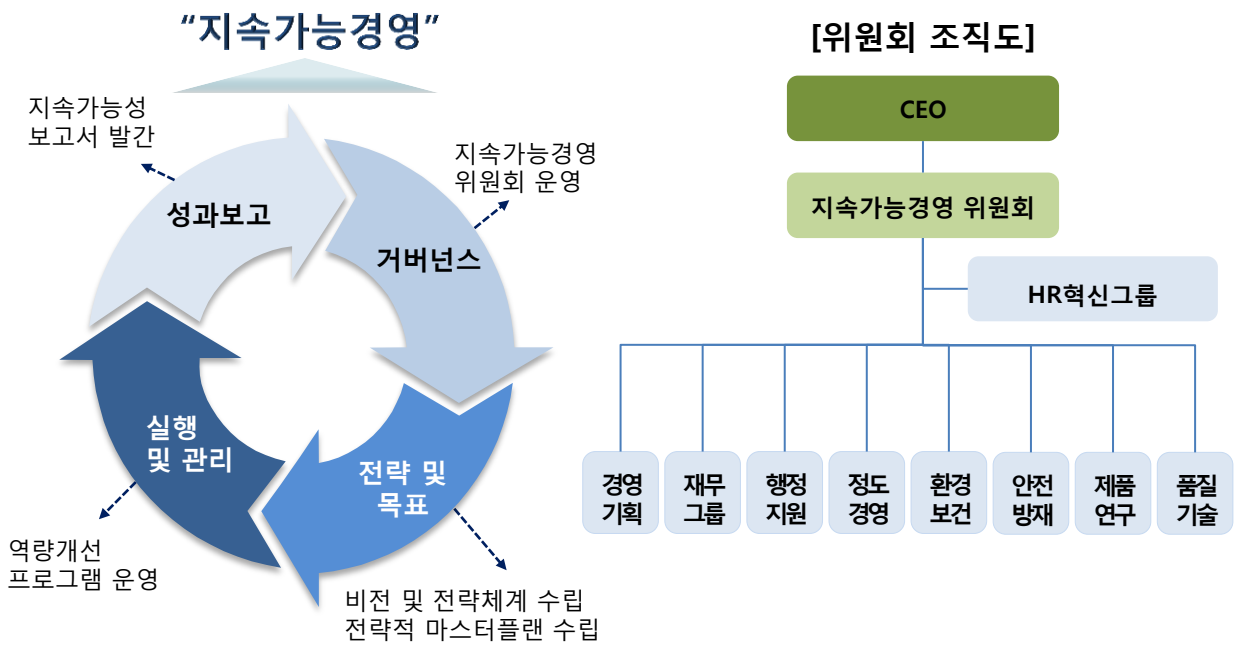 “지속가능경영”
지속가능성
보고서 발간
성과보고
지속가능경영
위원회 운영
거버넌스
전략 및
목표
비전 및 전략체계 수립
전략적 마스터플랜 수립
실행
및 관리
역량개선
프로그램 운영
[위원회 조직도]
CEO
지속가능경영 위원회
HR혁신그룹
경영
기획
재무
그룹
행정
지원
정도
경영
환경
보건
안전
방재
제품
연구
품질
기술